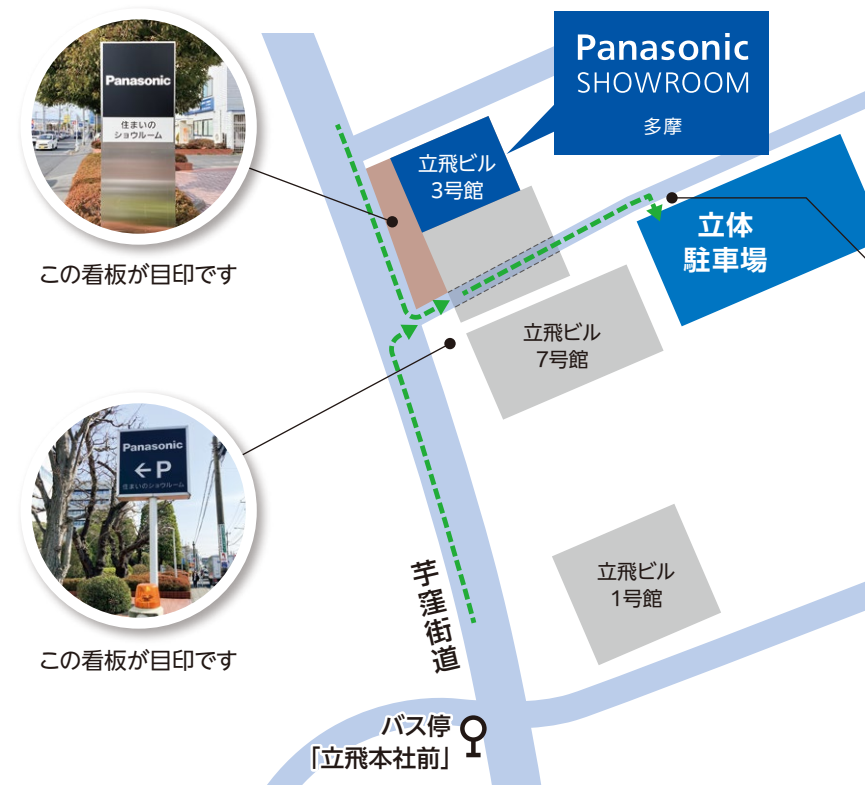 Panasonic
SHOWROOM
多摩
Panasonic
住まいの
ショウルーム
この看板が目印です
立飛ビル
3号館
立体
駐車場
立飛ビル
7号館
Panasonic
←P
住まいのショウルーム
この看板が目印です
芋窪街道
立飛ビル
1号館
バス停
「立飛本社前」